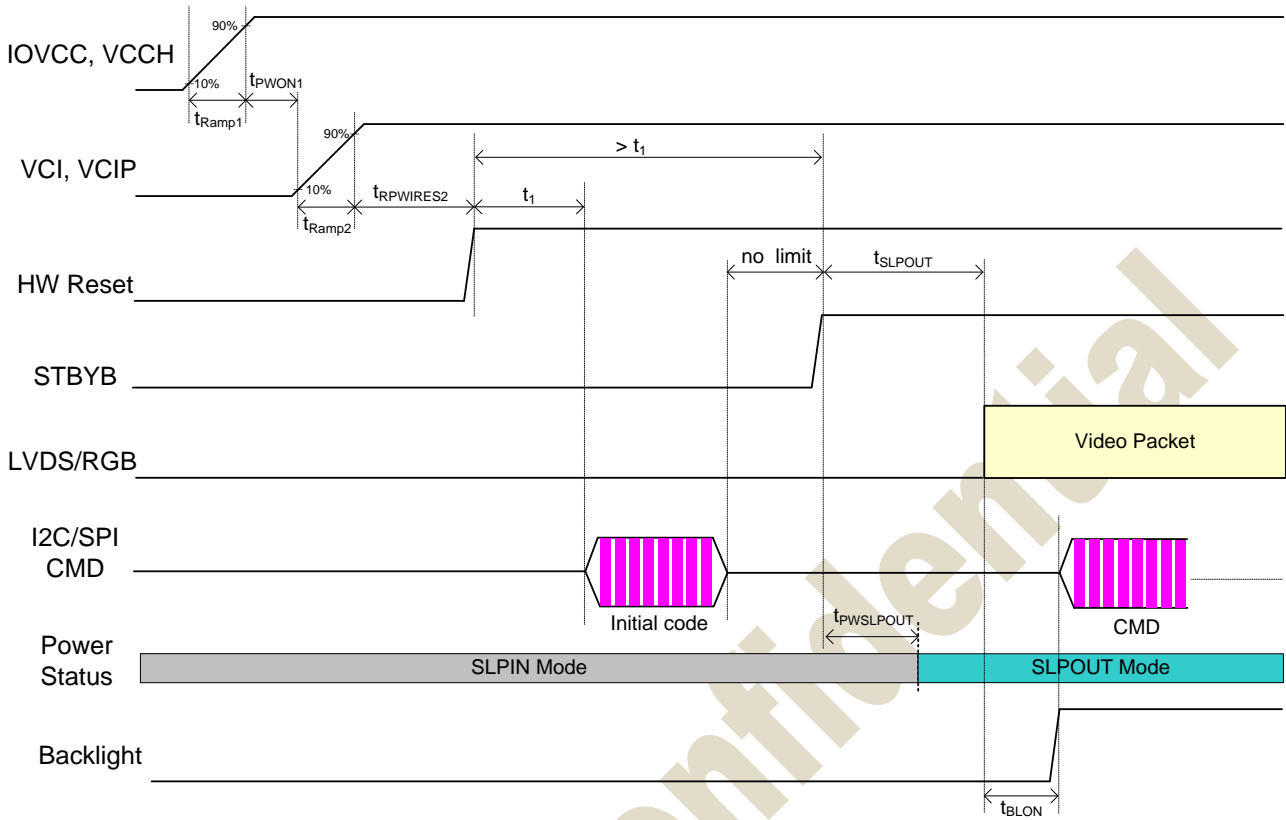 90%
IOVCC, VCCH
10%
tPWON1
tRamp1
90%
> t1
VCI, VCIP
10%
tRPWIRES2
t1
tRamp2
no limit
tSLPOUT
HW Reset
STBYB
Video Packet
LVDS/RGB
I2C/SPI
CMD
Initial code
tPWSLPOUT
CMD
Power
Status
SLPIN Mode
SLPOUT Mode
Backlight
tBLON
onfidential